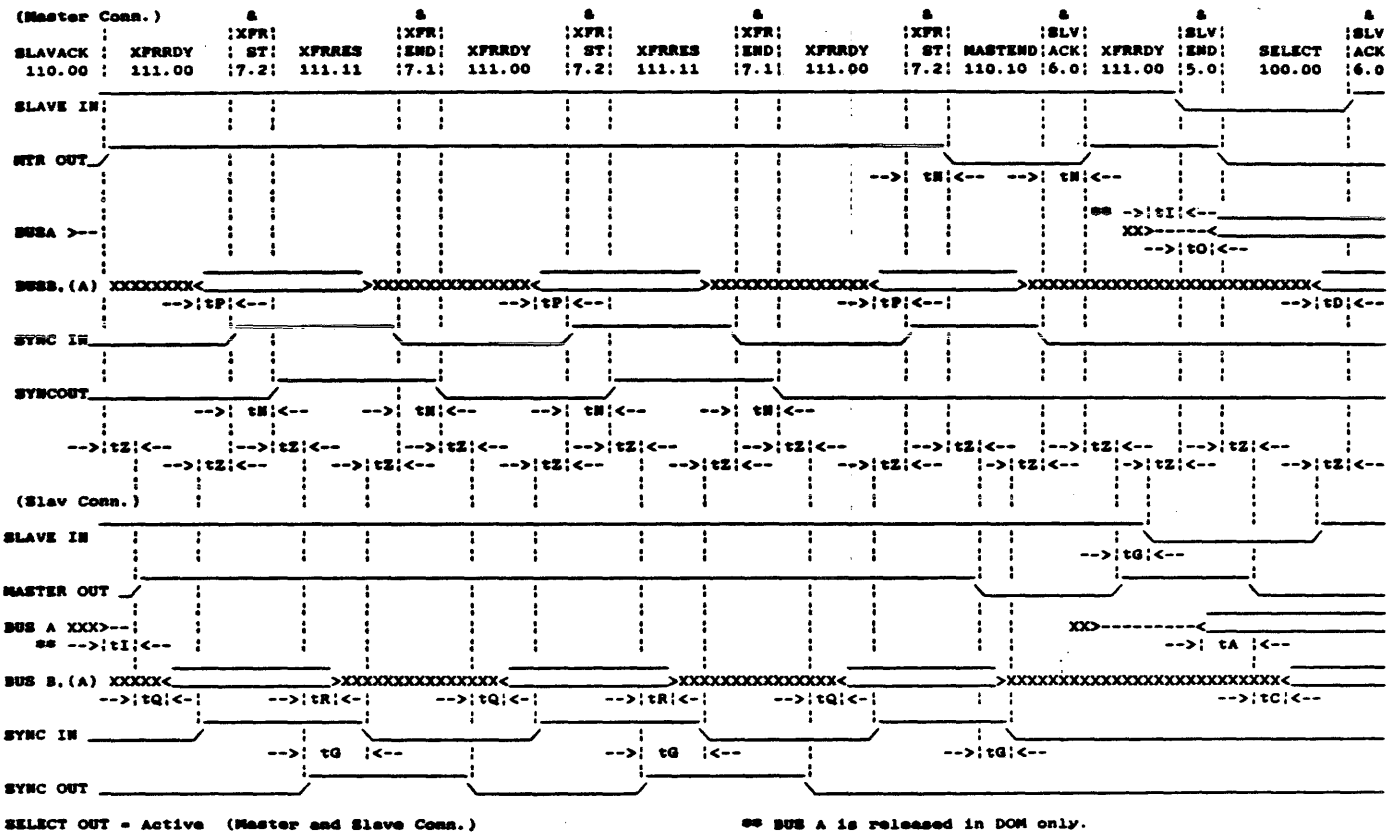 (Master Conn.) & & & & & & & &
XFR XFR XFR XFR XFR SLV SLV SLV
SLAVACK XFRRDY ST XFRRES END XFRRDY ST XFRRES END XFRRDY ST MASTEND ACK XFRRDY END SELECT ACK
110.00 111.00 7.2 111.11 7.1 111.00 7.2 111.11 7.1 111.00 7.2 110.10 6.0 111.00 5.0 100.00 6.0
SLAVE IN
MTR OUT
-->| tN |<-- -->| tN |<--
** ->|tI|<--
BUSA >-- XX>-----<
-->|tO|<--
BUSB.(A) XXXXXXXX< >XXXXXXXXXXXXXXX< >XXXXXXXXXXXXXXX< >XXXXXXXXXXXXXXXXXXXXXXXXXXX<
-->|tP|<-- -->|tP|<-- -->|tP|<-- -->|tD|<--
SYNC IN
SYNCOUT
-->| tN |<-- -->| tN |<-- -->| tN |<-- -->| tN |<--
-->|tZ|<-- -->|tZ|<-- -->|tZ|<-- -->|tZ|<-- -->|tZ|<-- -->|tZ|<-- -->|tZ|<-- -->|tZ|<--
-->|tZ|<-- -->|tZ|<-- -->|tZ|<-- -->|tZ|<-- -->|tZ|<-- -->|tZ|<-- -->|tZ|<-- -->|tZ|<--
(Slav Conn.)
SLAVE IN
-->|tG|<--
MASTER OUT
BUS A XXX>-- XX>---------<
** -->|tI|<-- -->| tA |<--
BUS B.(A) XXXXX< >XXXXXXXXXXXXXXX< >XXXXXXXXXXXXXXX< >XXXXXXXXXXXXXXXXXXXXXXXXXX<
-->|tQ|<- -->|tR|<-- -->|tQ|<-- -->|tR|<-- -->|tQ|<-- -->|tC|<--
SYNC IN
--> tG |<-- -->| tG |<-- -->|tG|<--
SYNC OUT
SELECT OUT = Active (Master and Slave Conn.) ** BUS A is released in DOM only.